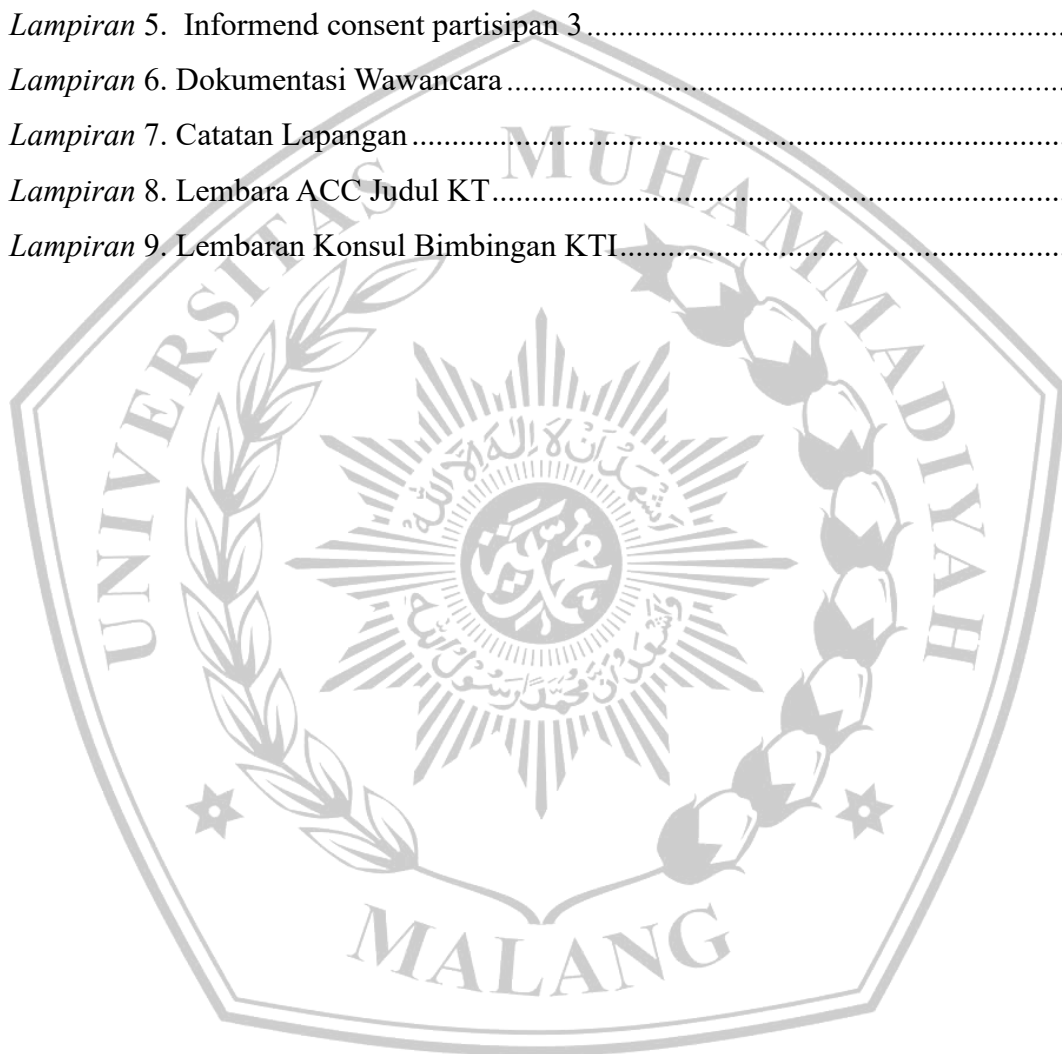 Lampiran 5.  Informend consent partisipan 3.......................................................
Lampiran 6. Dokumentasi Wawancara.................................................................
Lampiran 7. Catatan Lapangan.............................................................................
Lampiran 8. Lembara ACC Judul KT...................................................................
Lampiran 9. Lembaran Konsul Bimbingan KTI...................................................
UNIVERSITAS MUHAMMADIYAH
MALANG